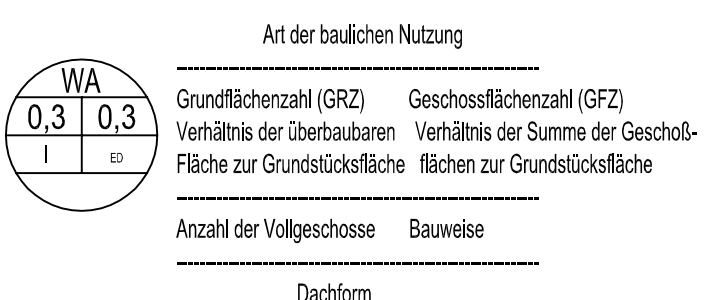 Art der baulichen Nutzung
WA
0,3 0,3
I ED
Grundflächenzahl (GRZ) Geschossflächenzahl (GFZ)
Verhältnis der überbaubaren Verhältnis der Summe der Geschoß-
Fläche zur Grundstücksfläche flächen zur Grundstücksfläche
Anzahl der Vollgeschosse Bauweise
Dachform